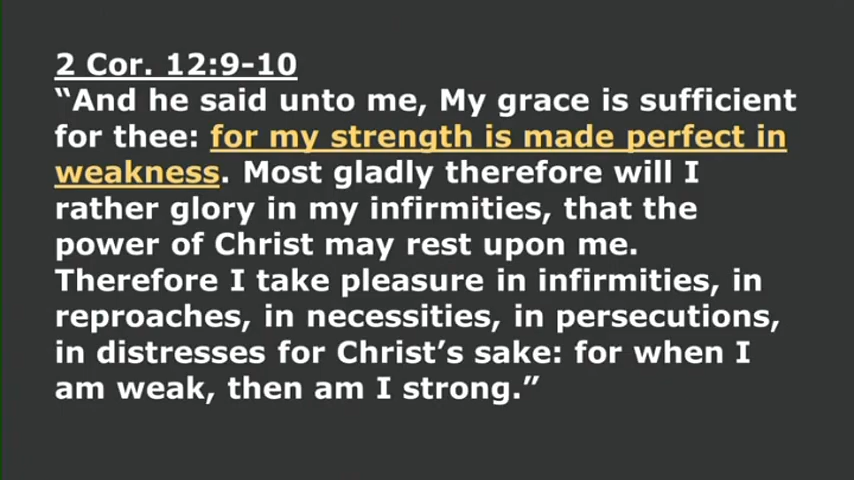 2 Cor. 12:9-10
“And he said unto me, My grace is sufficient
for thee: for my strength is made perfect in
weakness. Most gladly therefore will I
rather glory in my infirmities, that the
power of Christ may rest upon me.
Therefore I take pleasure in infirmities, in
reproaches, in necessities, in persecutions,
in distresses for Christ’s sake: for when I
am weak, then am I strong.”